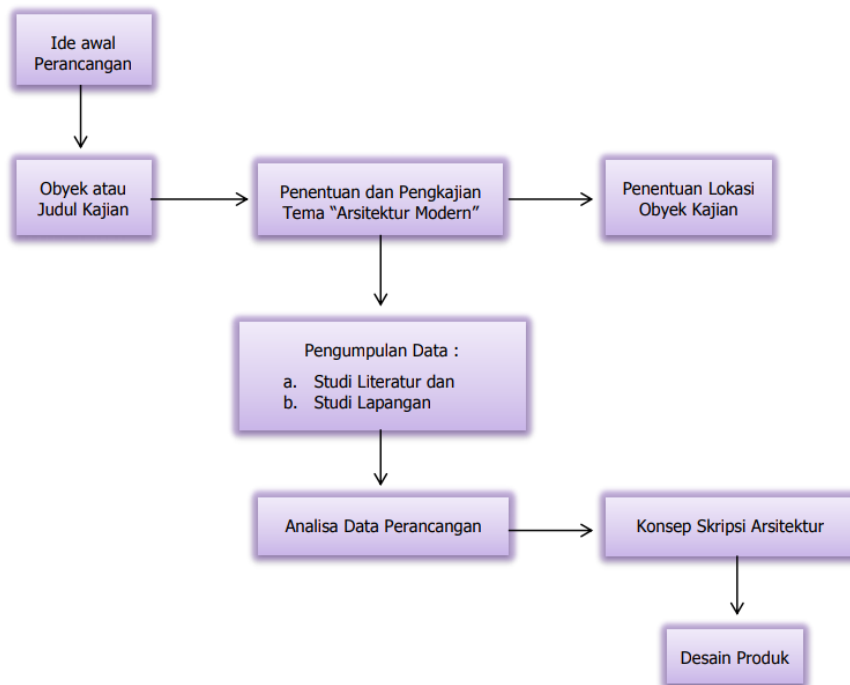 Ide awal
Perancangan
Obyek atau
Judul Kajian
Penentuan dan Pengkajian
Tema “Arsitektur Modern”
Penentuan Lokasi
Obyek Kajian
Pengumpulan Data :
a. Studi Literatur dan
b. Studi Lapangan
Analisa Data Perancangan
Konsep Skripsi Arsitektur
Desain Produk